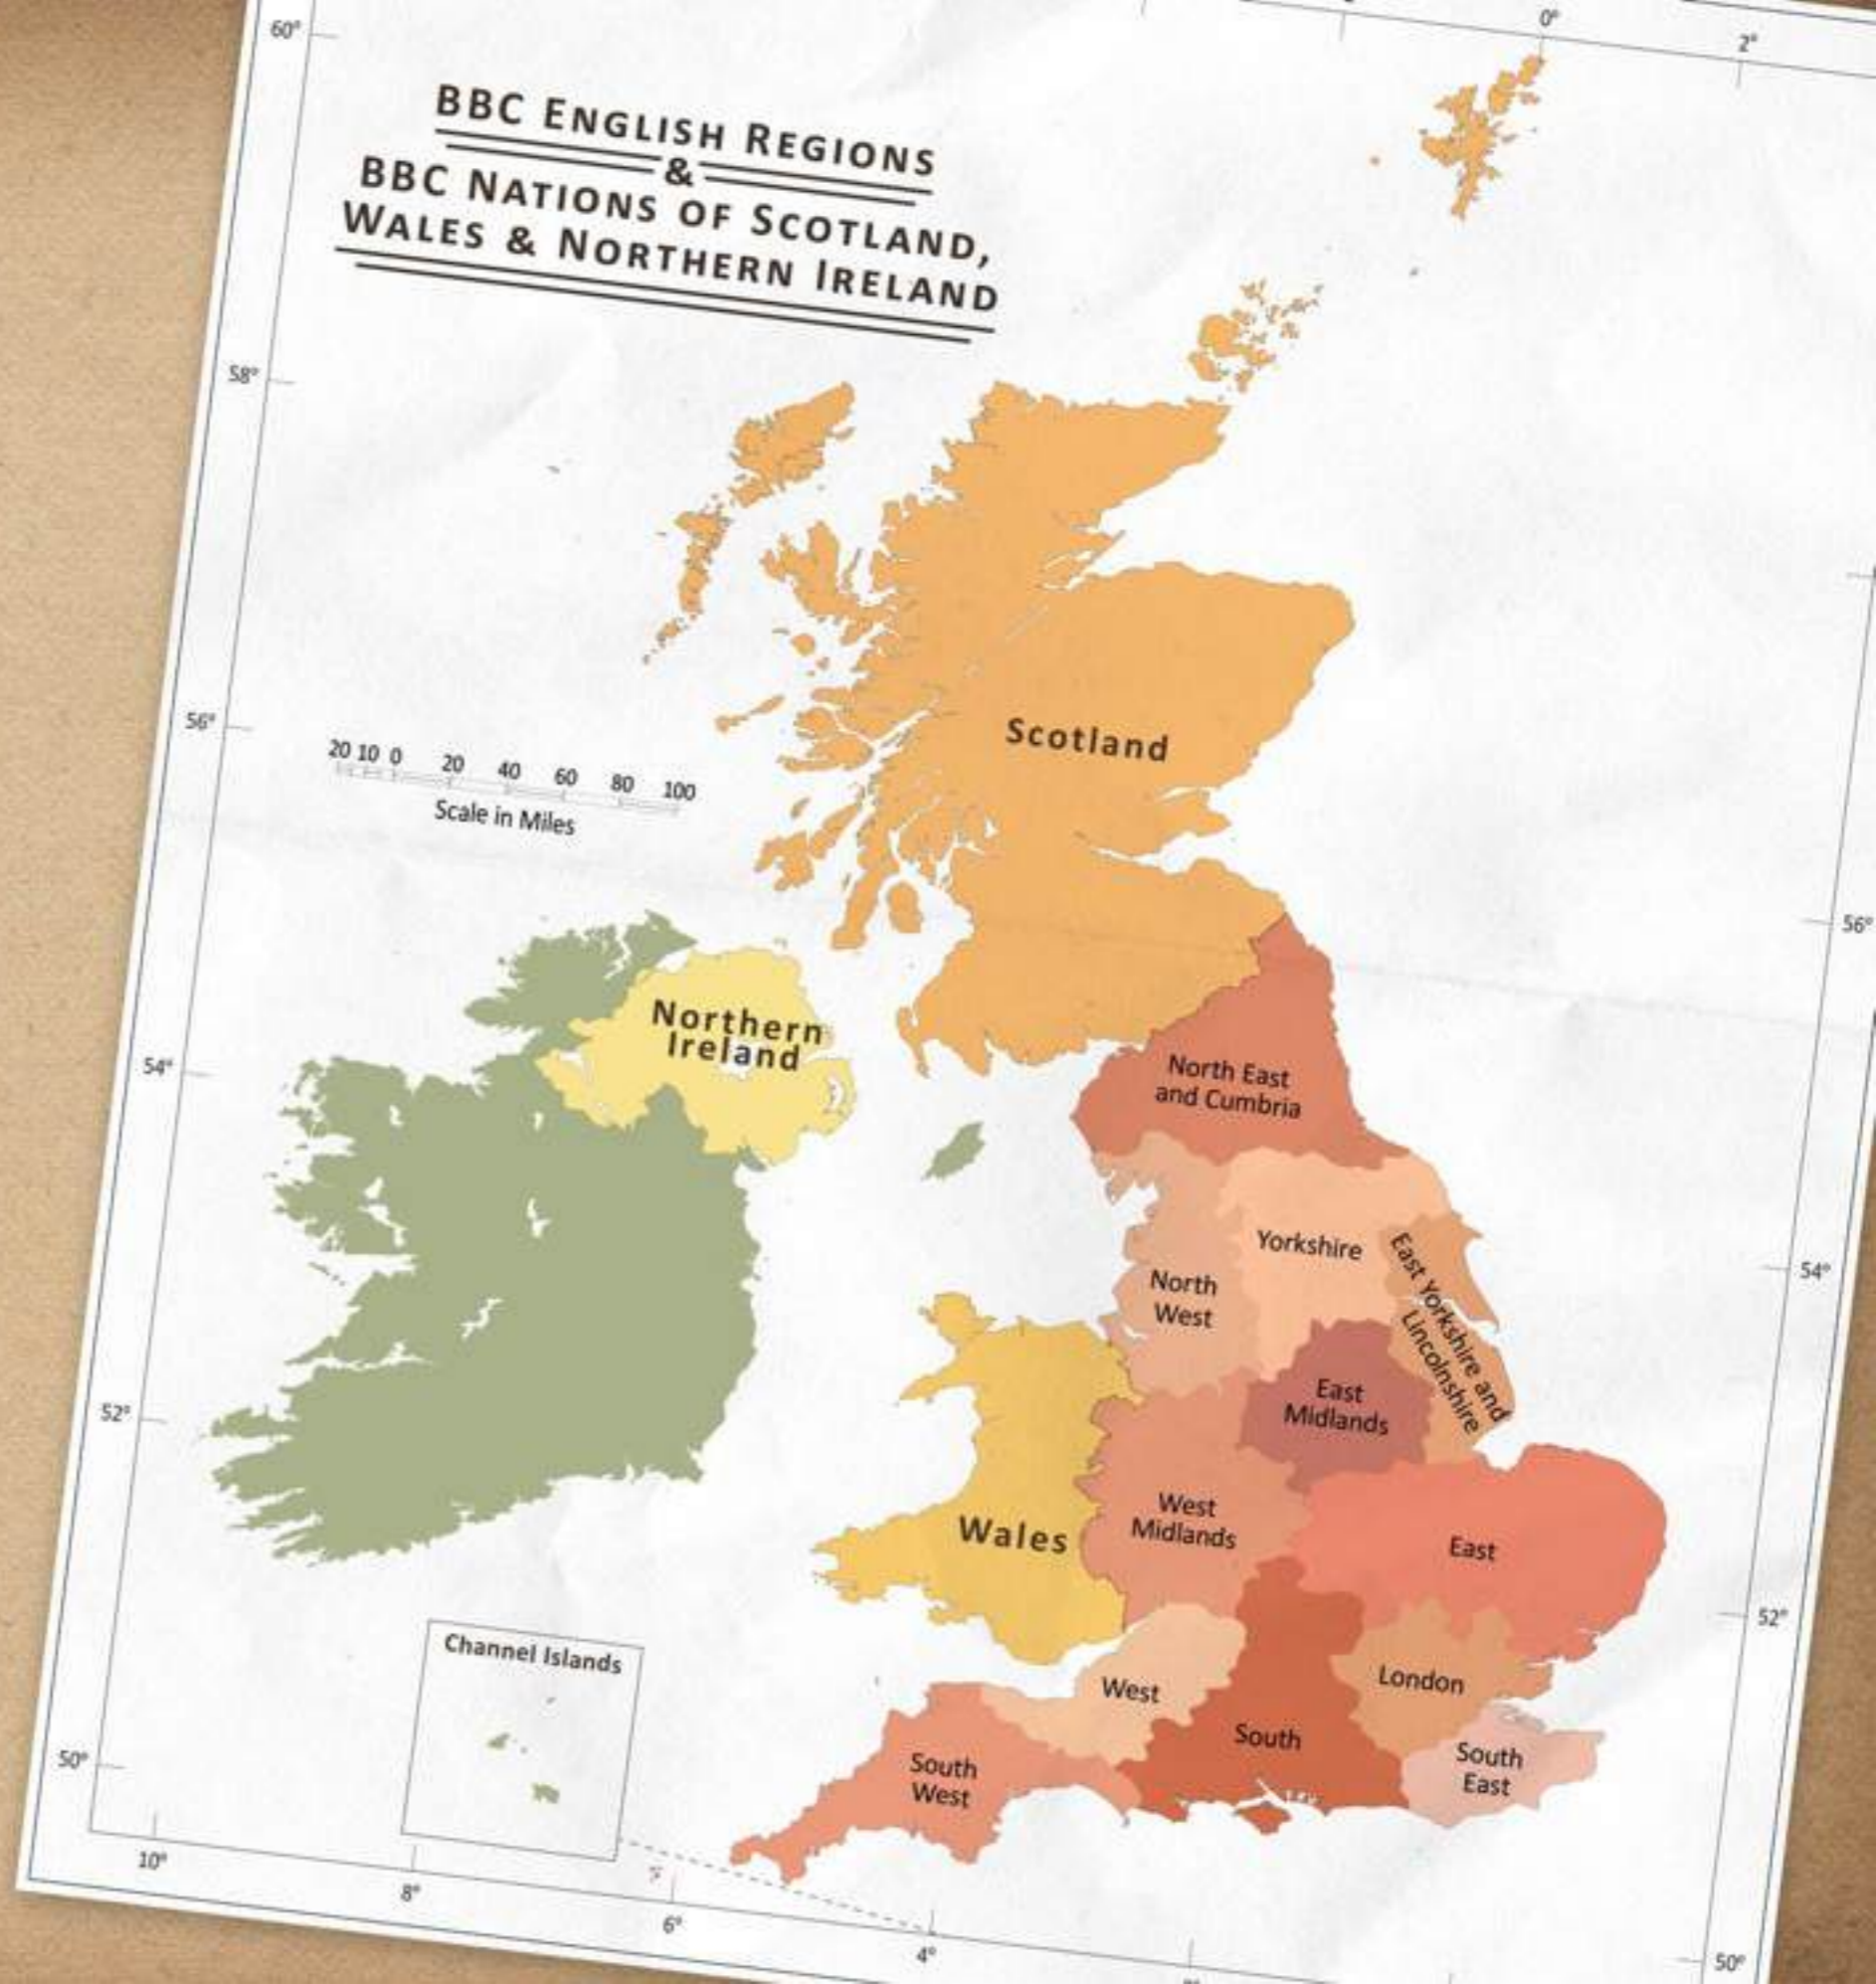 60°
0°
2°
BBC ENGLISH REGIONS
&
BBC NATIONS OF SCOTLAND,
WALES & NORTHERN IRELAND
58°
56°
20 10 0 20 40 60 80 100
Scale in Miles
Scotland
56°
Northern
Ireland
54°
North East
and Cumbria
Yorkshire
East Yorkshire and
Lincolnshire
54°
North
West
East
Midlands
52°
West
Midlands
Wales
East
52°
Channel Islands
West
London
South
South
East
South
West
50°
10°
8°
6°
4°
50°